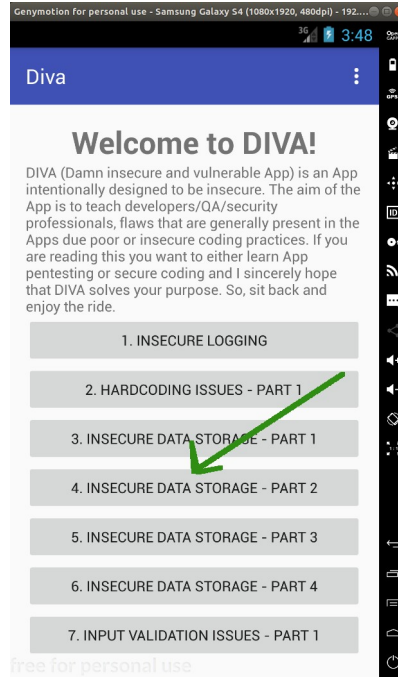 Genymotion for personal use - Samsung Galaxy S4 (1080x1920, 480dpi) - 192....
3G 3:48
Diva
Welcome to DIVA!
DIVA (Damn insecure and vulnerable App) is an App
intentionally designed to be insecure. The aim of the
App is to teach developers/QA/security
professionals, flaws that are generally present in the
Apps due poor or insecure coding practices. If you
are reading this you want to either learn App
pentesting or secure coding and I sincerely hope
that DIVA solves your purpose. So, sit back and
enjoy the ride.
1. INSECURE LOGGING
2. HARDCODING ISSUES - PART 1
3. INSECURE DATA STORAGE - PART 1
4. INSECURE DATA STORAGE - PART 2
5. INSECURE DATA STORAGE - PART 3
6. INSECURE DATA STORAGE - PART 4
7. INPUT VALIDATION ISSUES - PART 1
free for personal use
GPS
ID